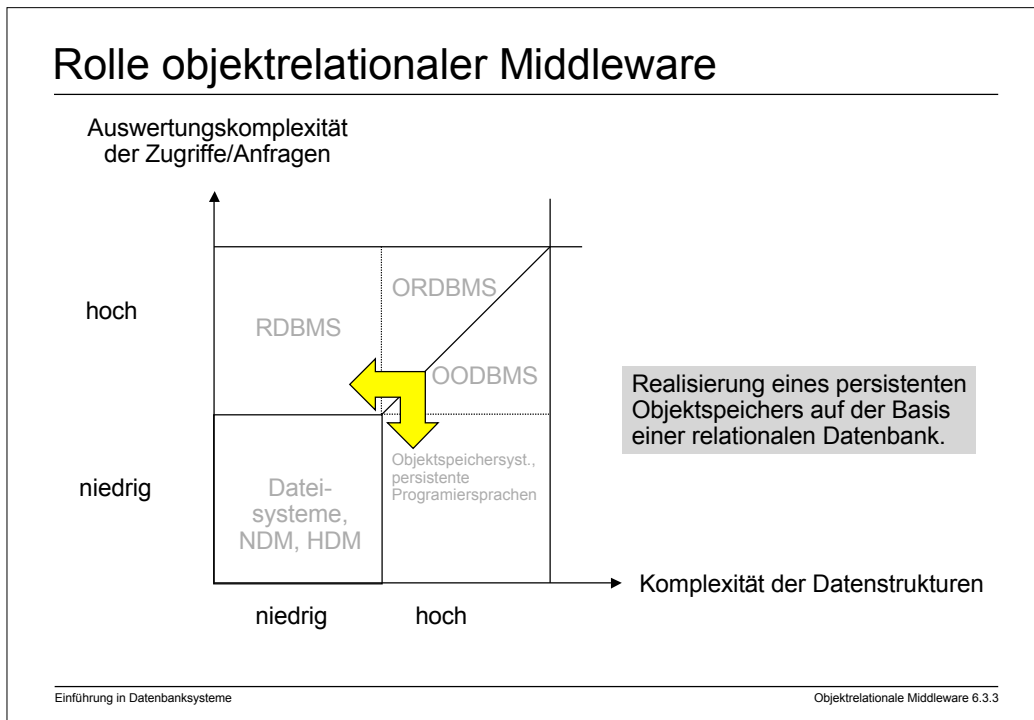 Rolle objektrelationaler Middleware
Auswertungskomplexität
der Zugriffe/Anfragen
hoch
RDBMS
ORDBMS
OODBMS
Realisierung eines persistenten
Objektspeichers auf der Basis
einer relationalen Datenbank.
niedrig
Datei-
systeme,
NDM, HDM
Objektspeichersyst.,
persistente
Programiersprachen
Komplexität der Datenstrukturen
niedrig
hoch
Einführung in Datenbanksysteme
Objektrelationale Middleware 6.3.3